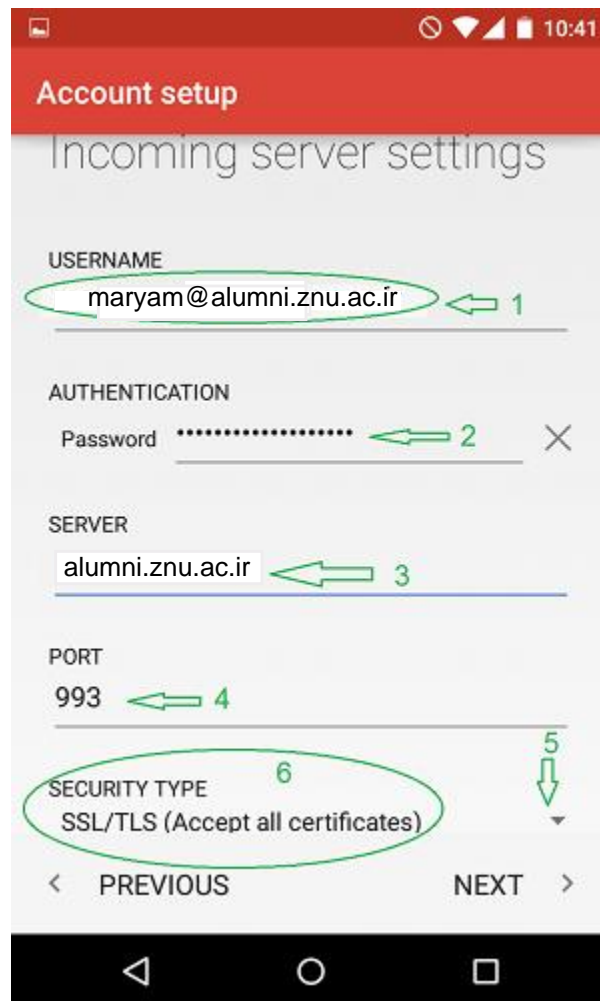 10:41
Account setup
Incoming server settings
USERNAME
maryam@alumni.znu.ac.ir
1
AUTHENTICATION
Password ••••••••••••••••••• 2
SERVER
alumni.znu.ac.ir
3
PORT
993 4
5
6
SECURITY TYPE
SSL/TLS (Accept all certificates)
< PREVIOUS NEXT >